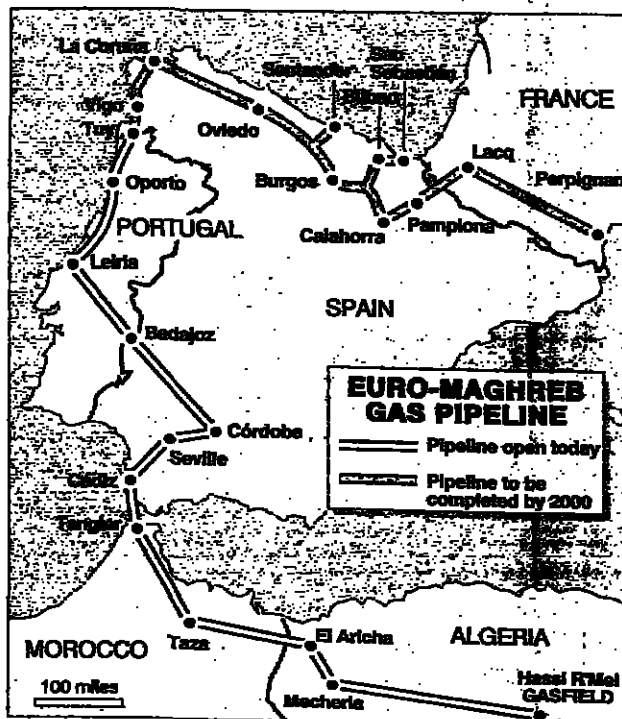 La Coruna
San
Sebastian
Santander
Bilbao
FRANCE
Vigo
Oviedo
Tuy
Lacq
Perpignan
Oporto
Burgos
PORTUGAL
Calahorra
Pamplona
Leiria
SPAIN
Badajoz
EURO-MAGHREB
GAS PIPELINE
Pipeline open today
Pipeline to be
completed by 2000
Córdoba
Seville
Cadiz
Tangier
MOROCCO
Taza
El Aricha
ALGERIA
Mecheria
Hassi R'Mel
GASFIELD
100 miles